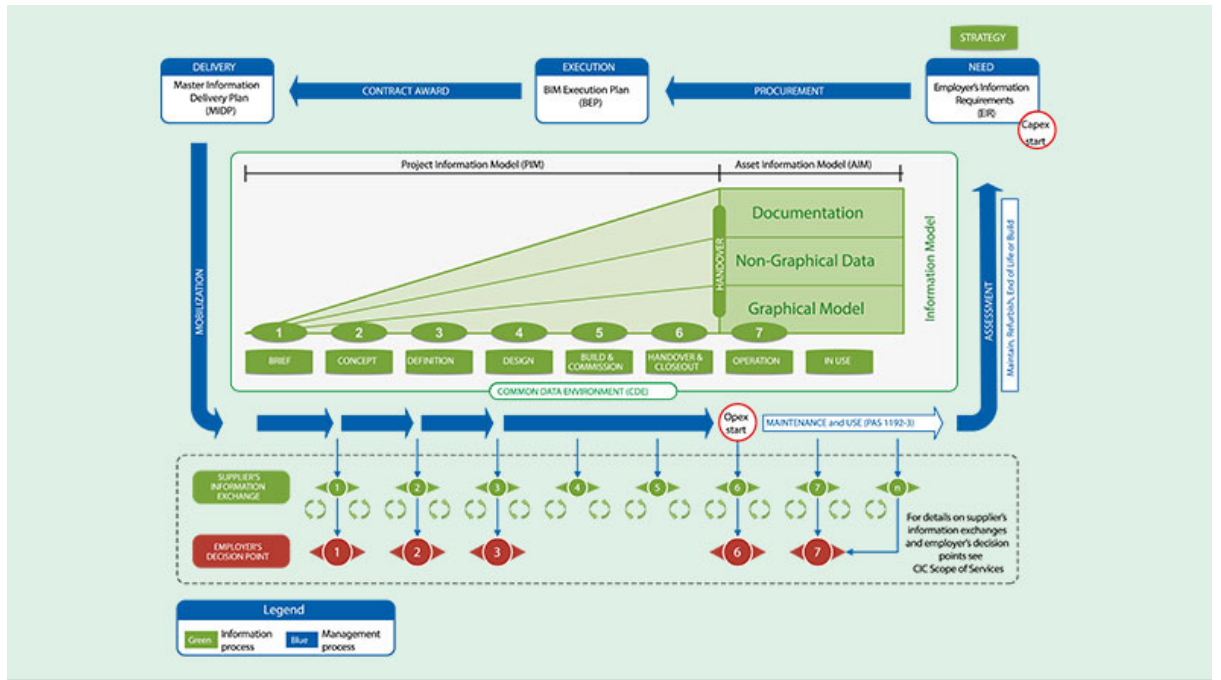 STRATEGY
DELIVERY
Master Information
Delivery Plan
(MIDP)
CONTRACT AWARD
EXECUTION
BIM Execution Plan
(BEP)
PROCUREMENT
NEED
Employer's Information
Requirements
(EIR)
Capex
start
Project Information Model (PIM)
Asset Information Model (AIM)
Documentation
Non-Graphical Data
Graphical Model
HANDOVER
Information Model
MOBILIZATION
ASSESSMENT
Maintain, Refurbish, End of Life or Build
1
2
3
4
5
6
7
BRIEF
CONCEPT
DEFINITION
DESIGN
BUILD &
COMMISSION
HANDOVER &
CLOSEOUT
OPERATION
IN USE
COMMON DATA ENVIRONMENT (CDE)
Opex
start
MAINTENANCE and USE (PAS 1192-3)
SUPPLIER'S
INFORMATION
EXCHANGE
1
2
3
4
5
6
7
n
EMPLOYER'S
DECISION POINT
1
2
3
6
7
For details on supplier's
information exchanges
and employer's decision
points see
CIC Scope of Services
Legend
Green
Information
process
Blue
Management
process